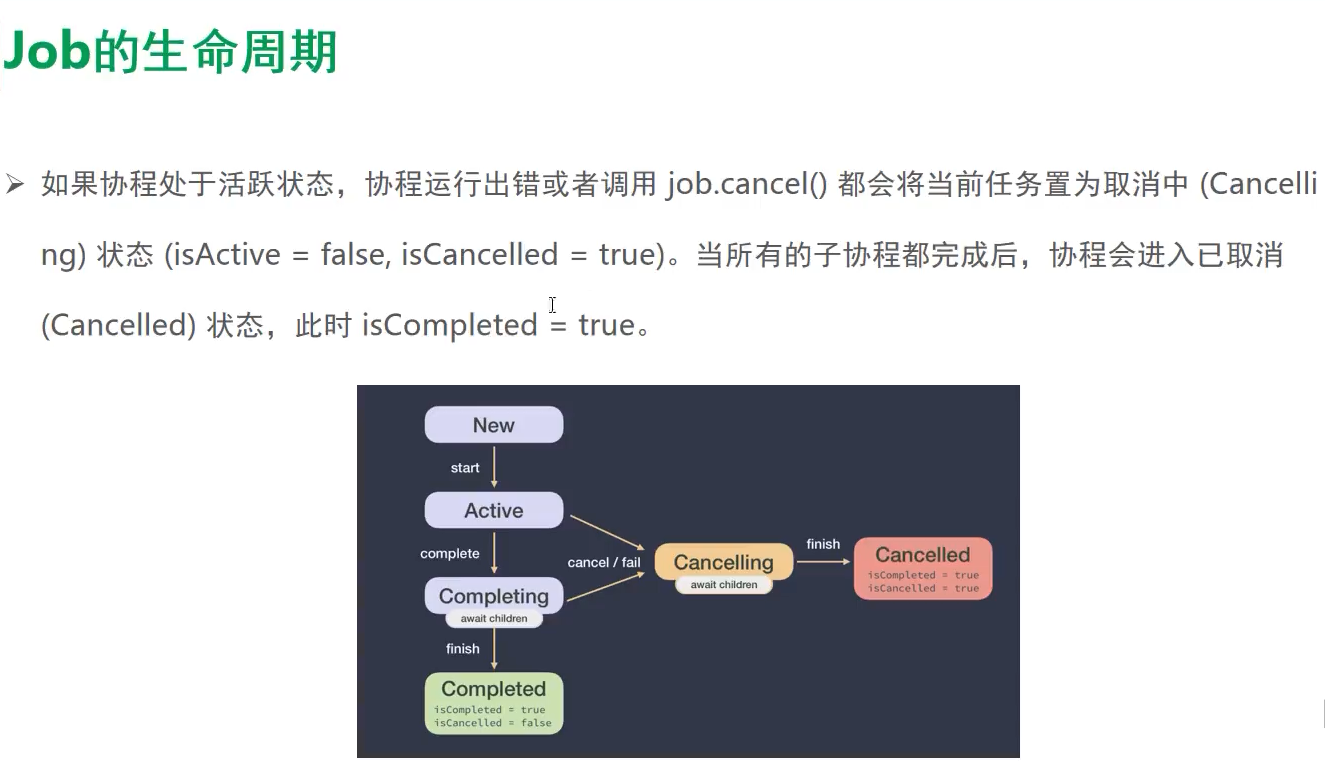 Job的生命周期
如果协程处于活跃状态，协程运行出错或者调用 job.cancel() 都会将当前任务置为取消中 (Cancelli
ng) 状态 (isActive = false, isCancelled = true)。当所有的子协程都完成后，协程会进入已取消
(Cancelled) 状态，此时 isCompleted = true。
New
start
Active
complete
cancel / fail
Completing
await children
finish
Completed
isCompleted = true
isCancelled = false
Cancelling
await children
finish
Cancelled
isCompleted = true
isCancelled = true